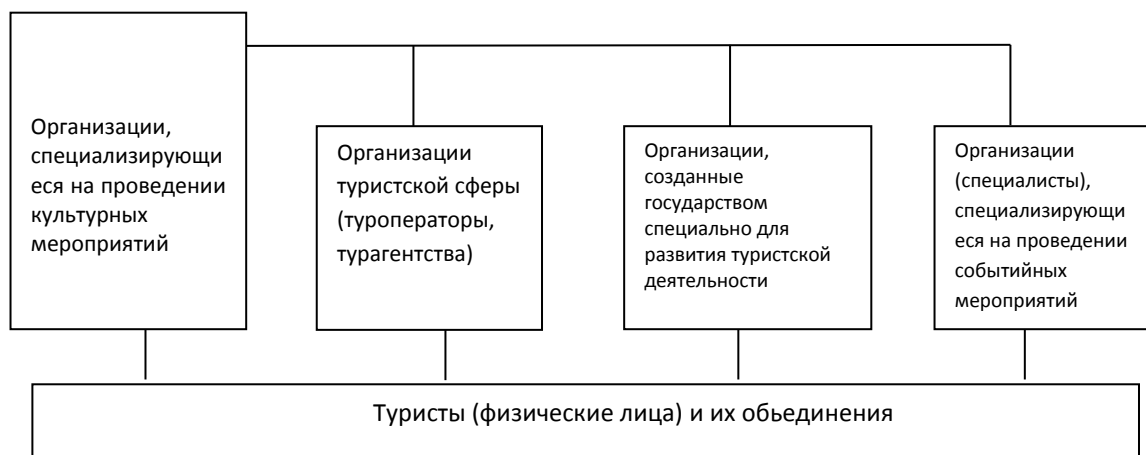 Организации,
специализирующи
еся на проведении
культурных
мероприятий
Организации
туристской сферы
(туроператоры,
турагентства)
Организации,
созданные
государством
специально для
развития туристской
деятельности
Организации
(специалисты),
специализирующи
еся на проведении
событийных
мероприятий
Туристы (физические лица) и их обьединения